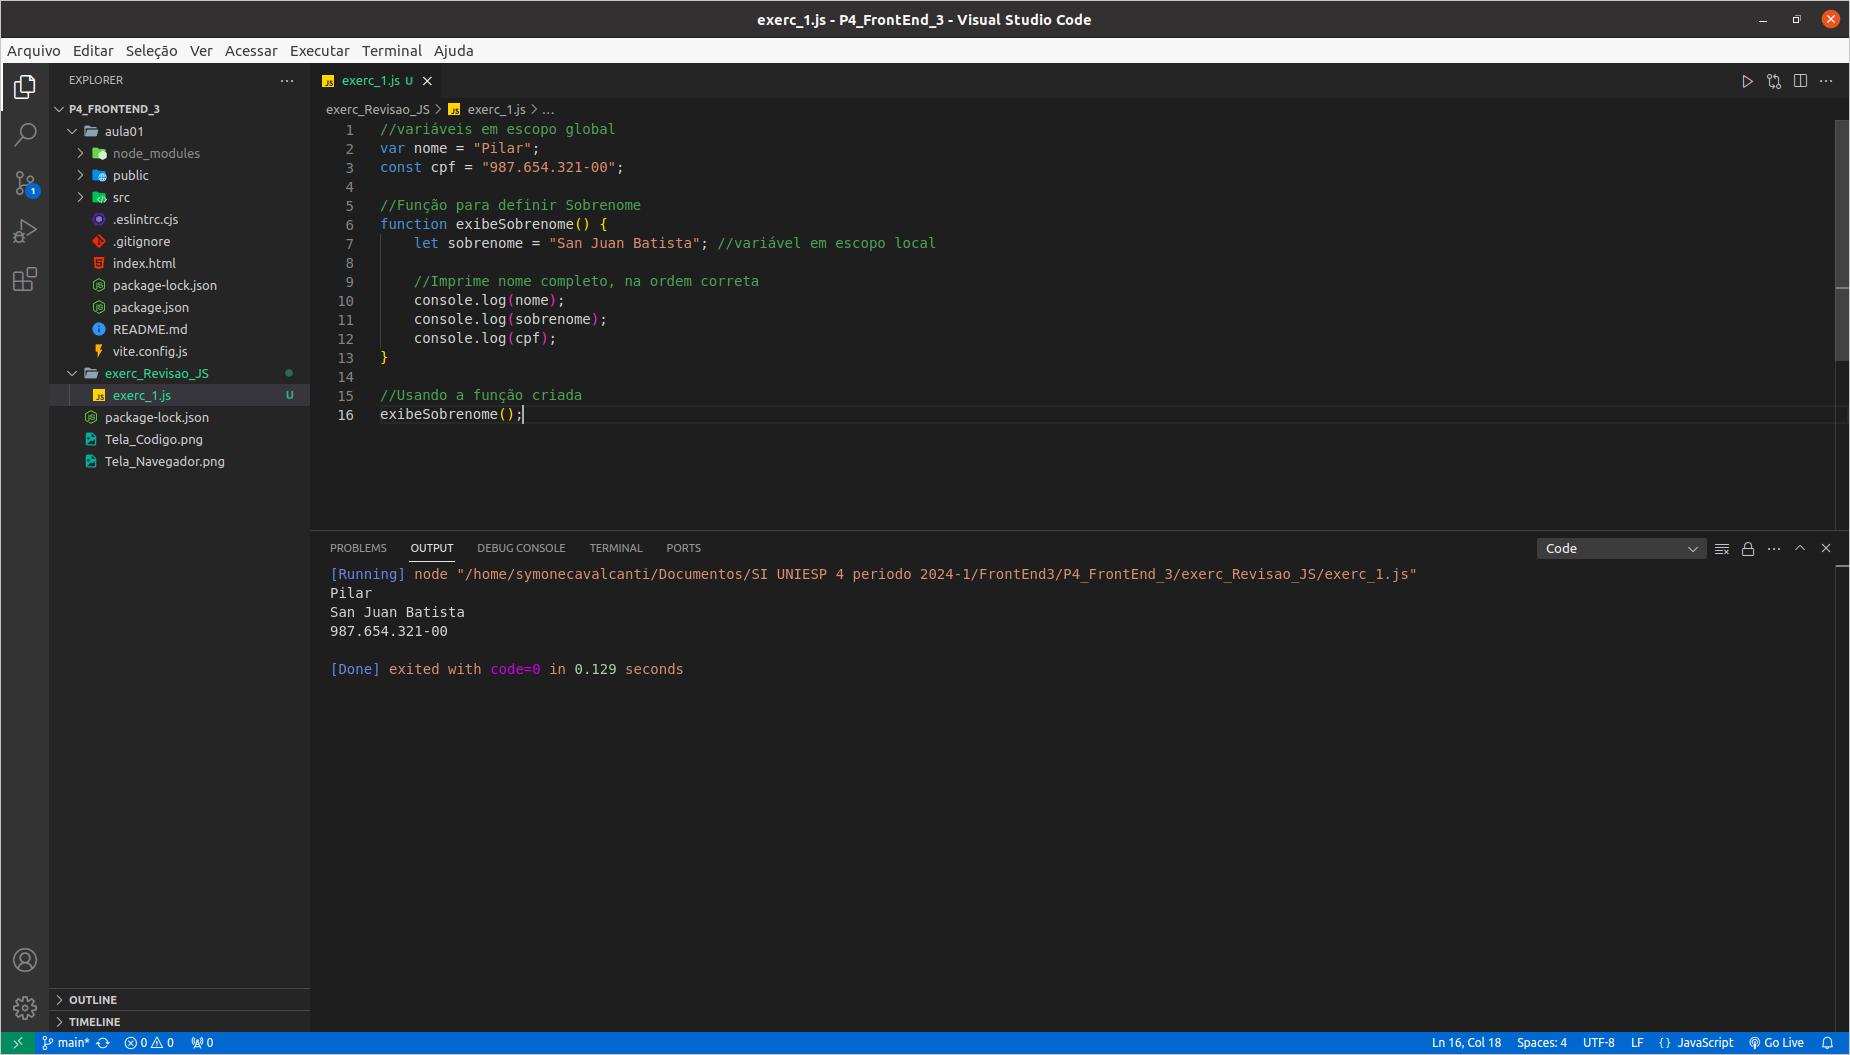 exerc_1.js - P4_FrontEnd_3 - Visual Studio Code
Arquivo Editar Seleção Ver Acessar Executar Terminal Ajuda
EXPLORER
P4_FRONTEND_3
aula01
node_modules
public
src
.eslintrc.cjs
.gitignore
index.html
package-lock.json
package.json
README.md
vite.config.js
exerc_Revisao_JS
exerc_1.js U
package-lock.json
Tela_Codigo.png
Tela_Navegador.png
OUTLINE
TIMELINE
exerc_1.js U
exerc_Revisao_JS > JS exerc_1.js > ...
1 //variáveis em escopo global
2 var nome = "Pilar";
3 const cpf = "987.654.321-00";
4
5 //Função para definir Sobrenome
6 function exibeSobrenome() {
7 let sobrenome = "San Juan Batista"; //variável em escopo local
8
9 //Imprime nome completo, na ordem correta
10 console.log(nome);
11 console.log(sobrenome);
12 console.log(cpf);
13 }
14
15 //Usando a função criada
16 exibeSobrenome();
PROBLEMS OUTPUT DEBUG CONSOLE TERMINAL PORTS Code
[Running] node "/home/symonecavalcanti/Documentos/SI UNIESP 4 periodo 2024-1/FrontEnd3/P4_FrontEnd_3/exerc_Revisao_JS/exerc_1.js"
Pilar
San Juan Batista
987.654.321-00
[Done] exited with code=0 in 0.129 seconds
main* 0 0 0 Ln 16, Col 18 Spaces: 4 UTF-8 LF {} JavaScript Go Live